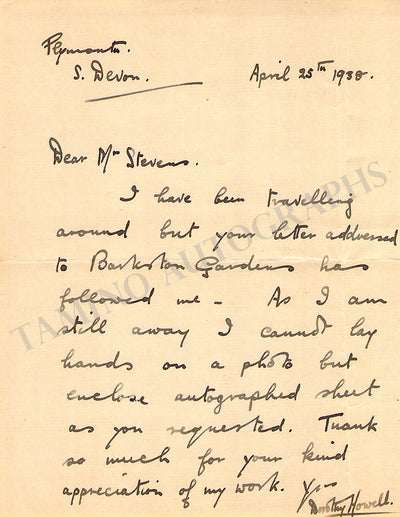 Plymouth.
S. Devon. April 25th 1938.
Dear Mr Stevens.
I have been travelling
around but your letter addressed
to Barkston Gardens has
followed me - As I am
still away I cannot lay
hands on a photo but
enclose autographed sheet
as you requested. Thank
so much for your kind
appreciation of my work. Yrs
Dorothy Howell.
TAMINO AUTOGRAPHS